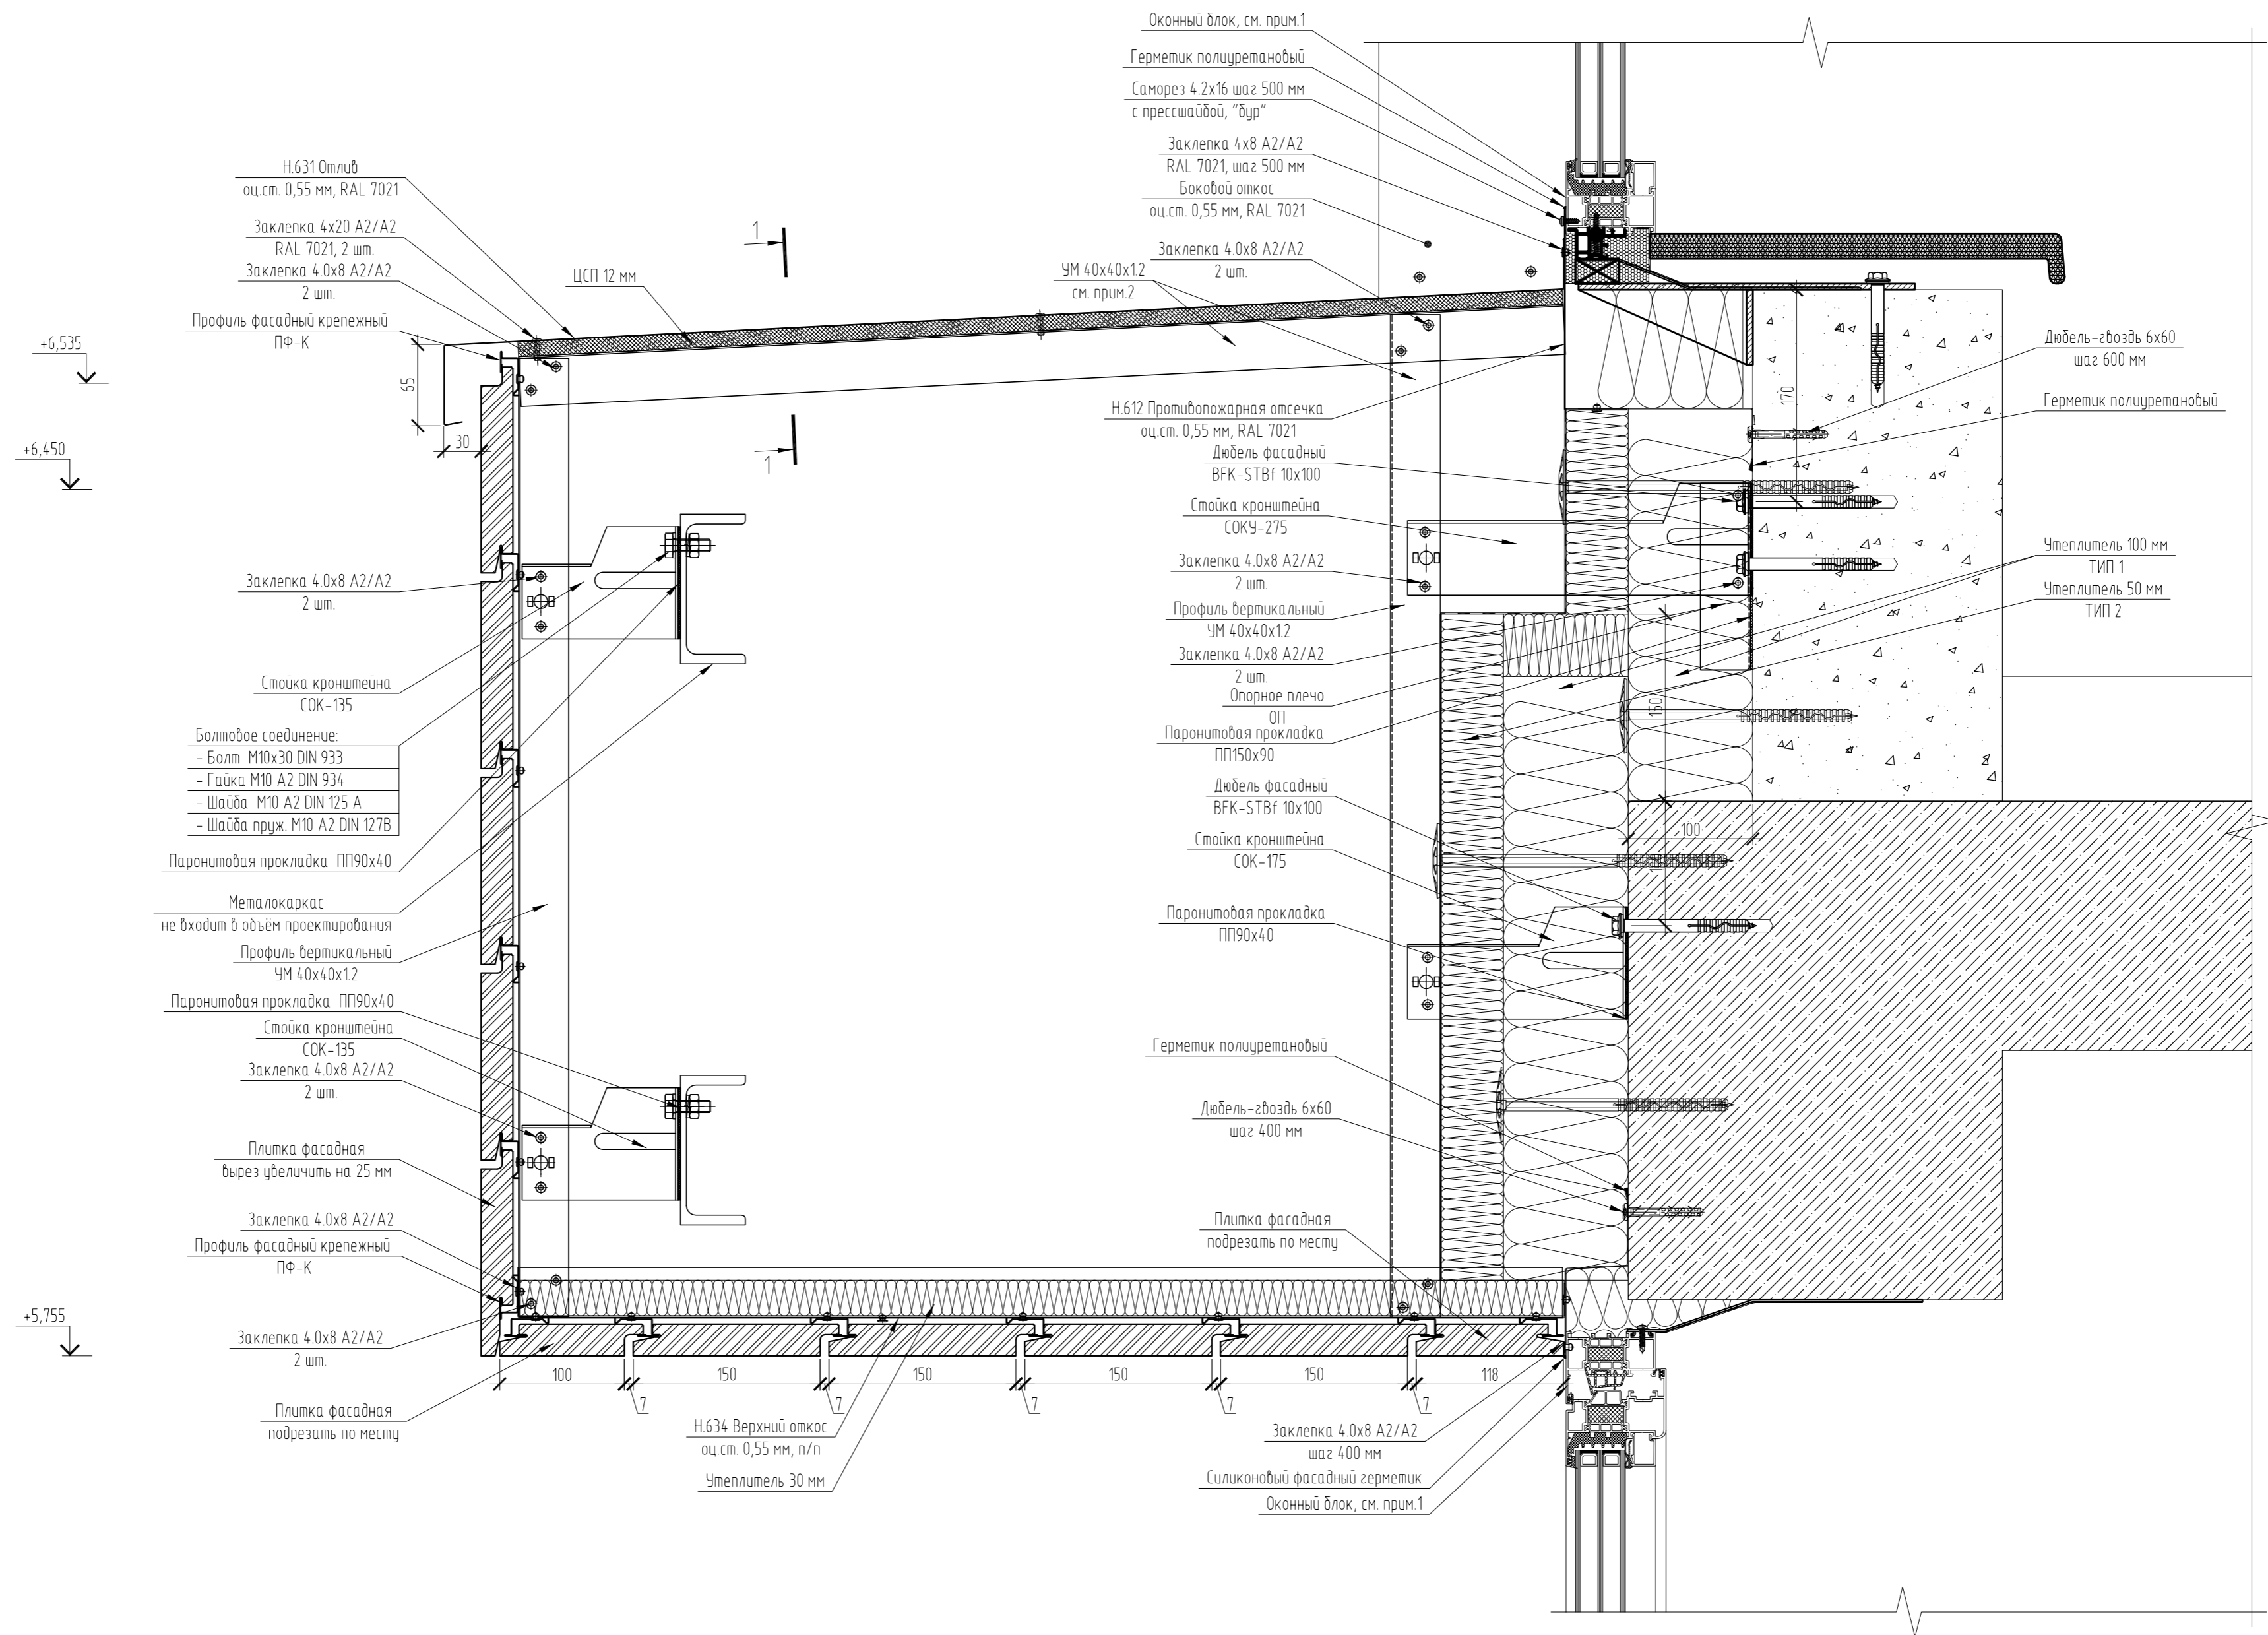 Оконный блок, см. прим.1
Герметик полиуретановый
Саморез 4.2х16 шаг 500 мм
с прессшайбой, "бур"
Заклепка 4х8 А2/А2
RAL 7021, шаг 500 мм
Боковой откос
оц.ст. 0,55 мм, RAL 7021
Заклепка 4.0х8 А2/А2
2 шт.
УМ 40х40х1.2
см. прим.2
Н.631 Отлив
оц.ст. 0,55 мм, RAL 7021
Заклепка 4х20 А2/А2
RAL 7021, 2 шт.
Заклепка 4.0х8 А2/А2
2 шт.
Профиль фасадный крепежный
ПФ-К
ЦСП 12 мм
1
1
+6,535
65
30
+6,450
Заклепка 4.0х8 А2/А2
2 шт.
Стойка кронштейна
СОК-135
Болтовое соединение:
- Болт М10х30 DIN 933
- Гайка М10 А2 DIN 934
- Шайба М10 А2 DIN 125 А
- Шайба пруж. М10 А2 DIN 127В
Паронитовая прокладка ПП90х40
Металокаркас
не входит в объём проектирования
Профиль вертикальный
УМ 40х40х1.2
Паронитовая прокладка ПП90х40
Стойка кронштейна
СОК-135
Заклепка 4.0х8 А2/А2
2 шт.
Плитка фасадная
вырез увеличить на 25 мм
Заклепка 4.0х8 А2/А2
Профиль фасадный крепежный
ПФ-К
+5,755
Заклепка 4.0х8 А2/А2
2 шт.
Плитка фасадная
подрезать по месту
Н.612 Противопожарная отсечка
оц.ст. 0,55 мм, RAL 7021
Дюбель фасадный
BFK-STBf 10х100
Стойка кронштейна
СОКУ-275
Заклепка 4.0х8 А2/А2
2 шт.
Профиль вертикальный
УМ 40х40х1.2
Заклепка 4.0х8 А2/А2
2 шт.
Опорное плечо
ОП
Паронитовая прокладка
ПП150х90
Дюбель фасадный
BFK-STBf 10х100
Стойка кронштейна
СОК-175
Паронитовая прокладка
ПП90х40
Герметик полиуретановый
Дюбель-гвоздь 6х60
шаг 400 мм
Плитка фасадная
подрезать по месту
Дюбель-гвоздь 6х60
шаг 600 мм
Герметик полиуретановый
Утеплитель 100 мм
ТИП 1
Утеплитель 50 мм
ТИП 2
170
150
100
100
100
150
150
150
150
118
7
7
7
7
7
Н.634 Верхний откос
оц.ст. 0,55 мм, п/п
Утеплитель 30 мм
Заклепка 4.0х8 А2/А2
шаг 400 мм
Силиконовый фасадный герметик
Оконный блок, см. прим.1